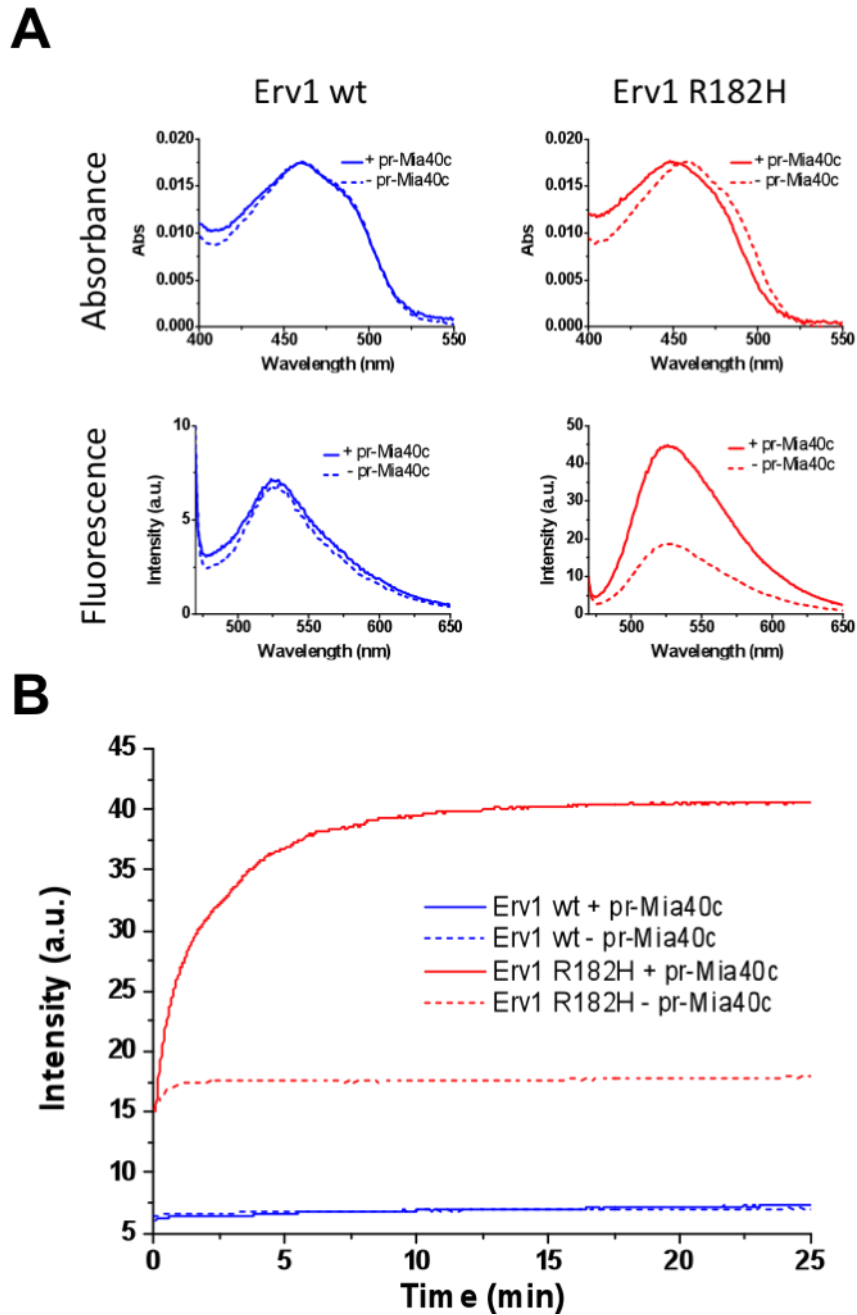 A
Erv1 wt
Erv1 R182H
Absorbance
0.020
0.015
0.010
0.005
0.000
Abs
+ pr-Mia40c
- pr-Mia40c
400 450 500 550
Wavelength (nm)
0.020
0.015
0.010
0.005
0.000
Abs
+ pr-Mia40c
- pr-Mia40c
400 450 500 550
Wavelength (nm)
Fluorescence
10
5
0
Intensity (a.u.)
+ pr-Mia40c
- pr-Mia40c
500 550 600 650
Wavelength (nm)
50
40
30
20
10
0
Intensity (a.u.)
+ pr-Mia40c
- pr-Mia40c
500 550 600 650
Wavelength (nm)
B
45
40
35
30
25
20
15
10
5
Intensity (a.u.)
Erv1 wt + pr-Mia40c
Erv1 wt - pr-Mia40c
Erv1 R182H + pr-Mia40c
Erv1 R182H - pr-Mia40c
0 5 10 15 20 25
Time (min)